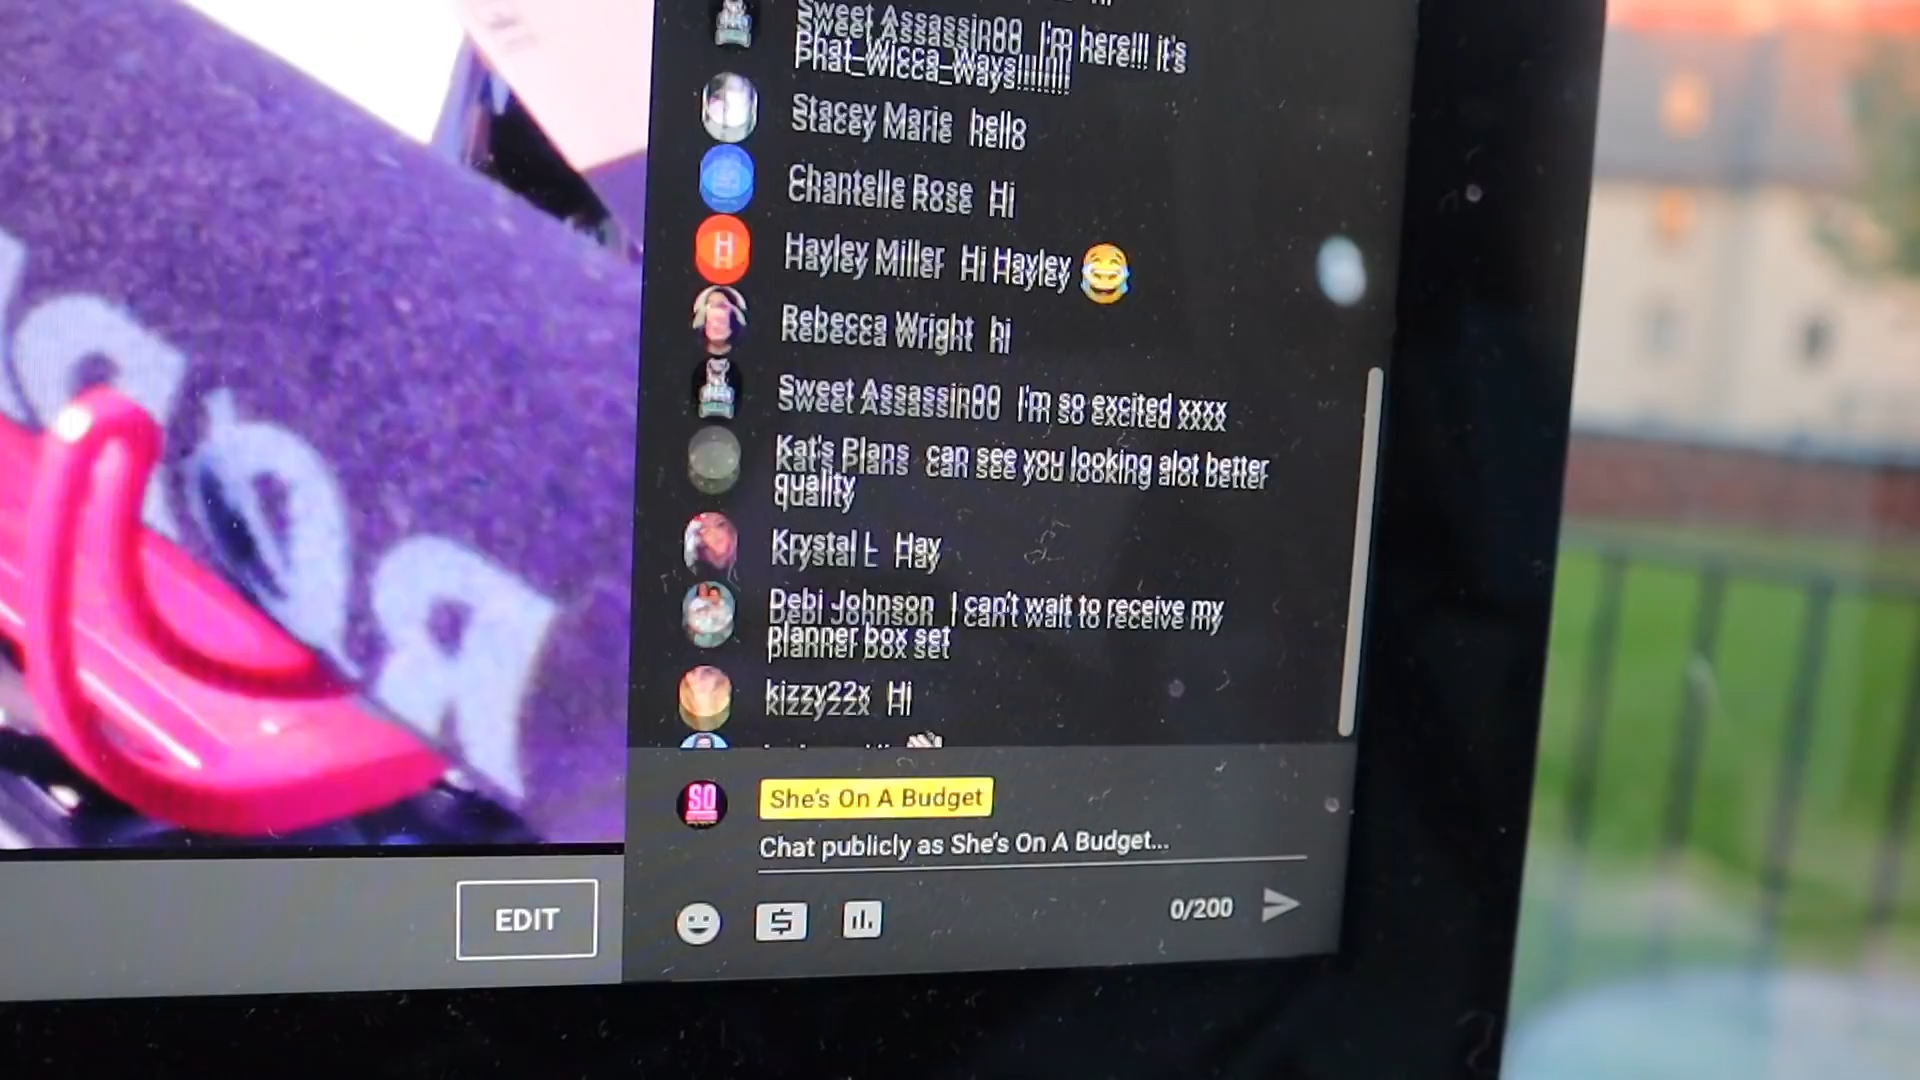 Sweet Assassin00 I'm here!!! it's
Phat_Wicca_Ways!!!!!!!
Stacey Marie hello
Chantelle Rose Hi
H Hayley Miller Hi Hayley 😂
Rebecca Wright hi
Sweet Assassin00 I'm so excited xxxx
Kat's Plans can see you looking alot better
quality
Krystal L Hay
Debi Johnson I can't wait to receive my
planner box set
kizzy22x Hi
SO She's On A Budget
Chat publicly as She's On A Budget...
EDIT
0/200